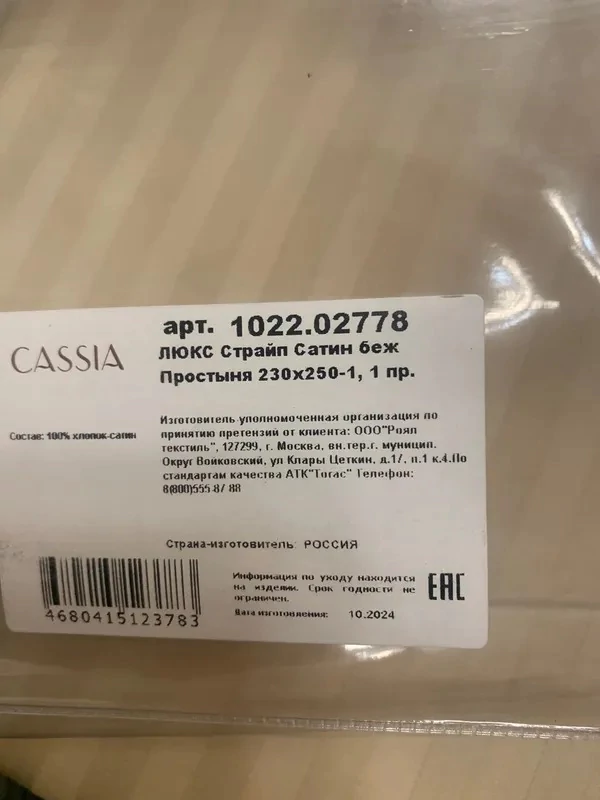 арт. 1022.02778
CASSIA
ЛЮКС Страйп Сатин беж
Простыня 230х250-1, 1 пр.
Состав: 100% хлопок-сатин
Изготовитель уполномоченная организация по
принятию претензий от клиента: ООО"Роял
текстиль", 127299, г. Москва, вн.тер.г. муницип.
Округ Войковский, ул Клары Цеткин, д.17, п.1 к.4.По
стандартам качества АТК"Тогас" Телефон:
8(800)555 87 88
Страна-изготовитель: РОССИЯ
Информация по уходу находится
на изделии. Срок годности не
ограничен.
Дата изготовления: 10.2024
EAC
4680415123783